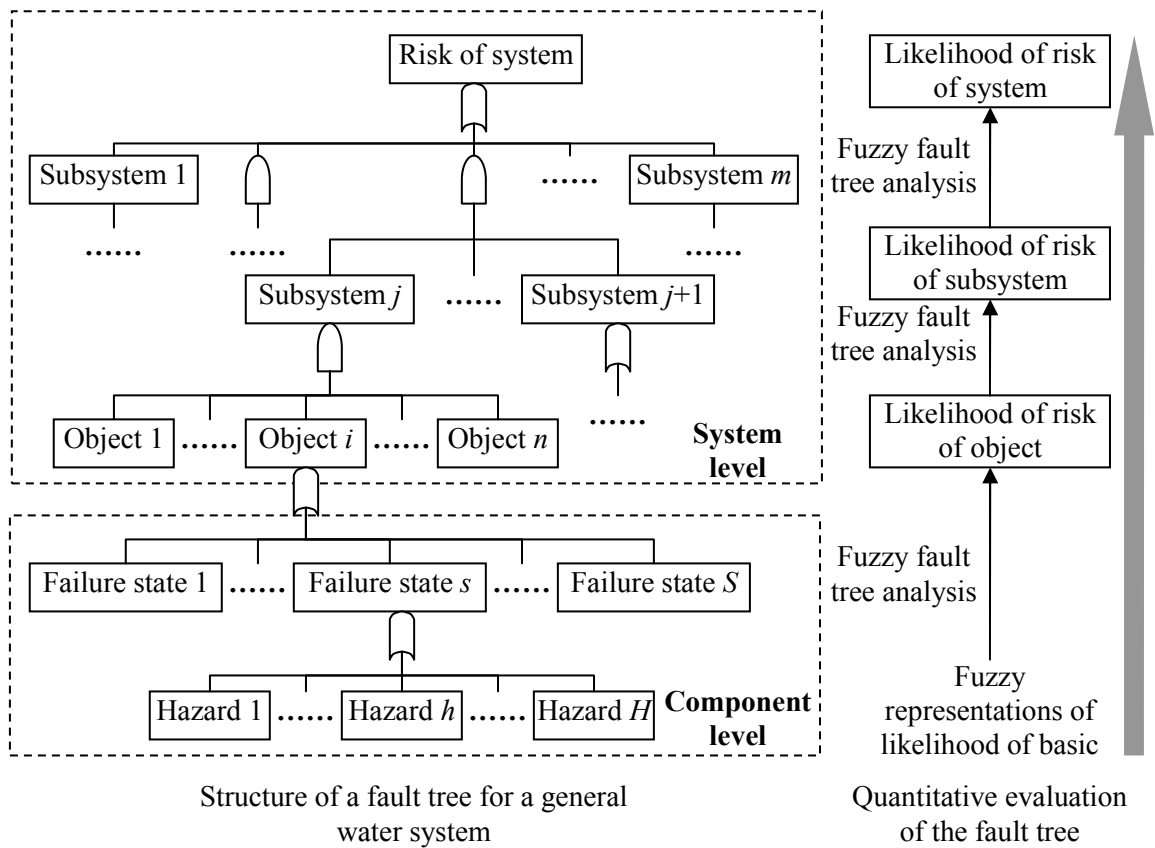 Risk of system
Subsystem 1
......
Subsystem m
......
......
......
Subsystem j
......
Subsystem j+1
......
Object 1
......
Object i
......
Object n
System
level
Failure state 1
......
Failure state s
......
Failure state S
Hazard 1
......
Hazard h
......
Hazard H
Component
level
Structure of a fault tree for a general
water system
Likelihood of risk
of system
Fuzzy fault
tree analysis
Likelihood of risk
of subsystem
Fuzzy fault
tree analysis
Likelihood of risk
of object
Fuzzy fault
tree analysis
Fuzzy
representations of
likelihood of basic
Quantitative evaluation
of the fault tree